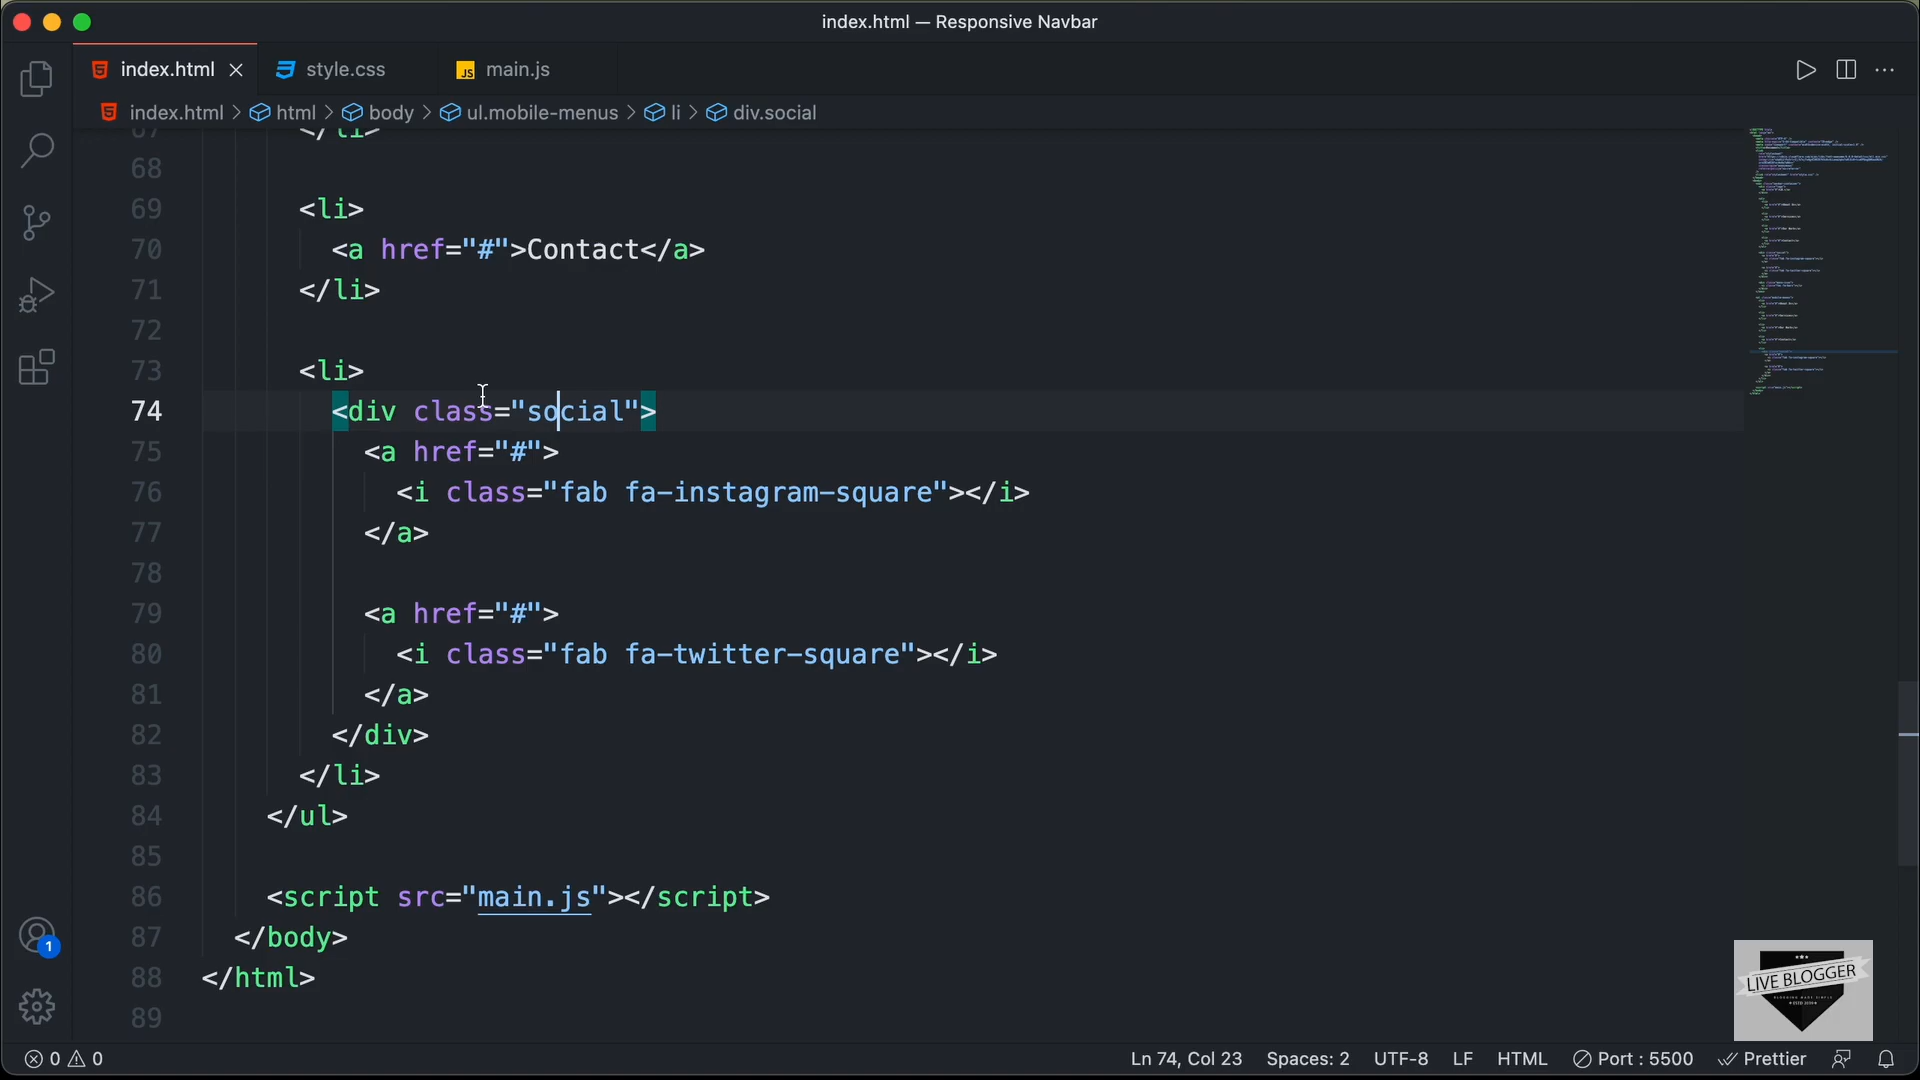 index.html — Responsive Navbar
index.html
style.css
JS main.js
index.html > html > body > ul.mobile-menus > li > div.social
67 </li>
68
69 <li>
70 <a href="#">Contact</a>
71 </li>
72
73 <li>
74 <div class="social">
75 <a href="#">
76 <i class="fab fa-instagram-square"></i>
77 </a>
78
79 <a href="#">
80 <i class="fab fa-twitter-square"></i>
81 </a>
82 </div>
83 </li>
84 </ul>
85
86 <script src="main.js"></script>
87 </body>
88 </html>
89
1
LIVE BLOGGER
0 0
Ln 74, Col 23 Spaces: 2 UTF-8 LF HTML Port : 5500 Prettier